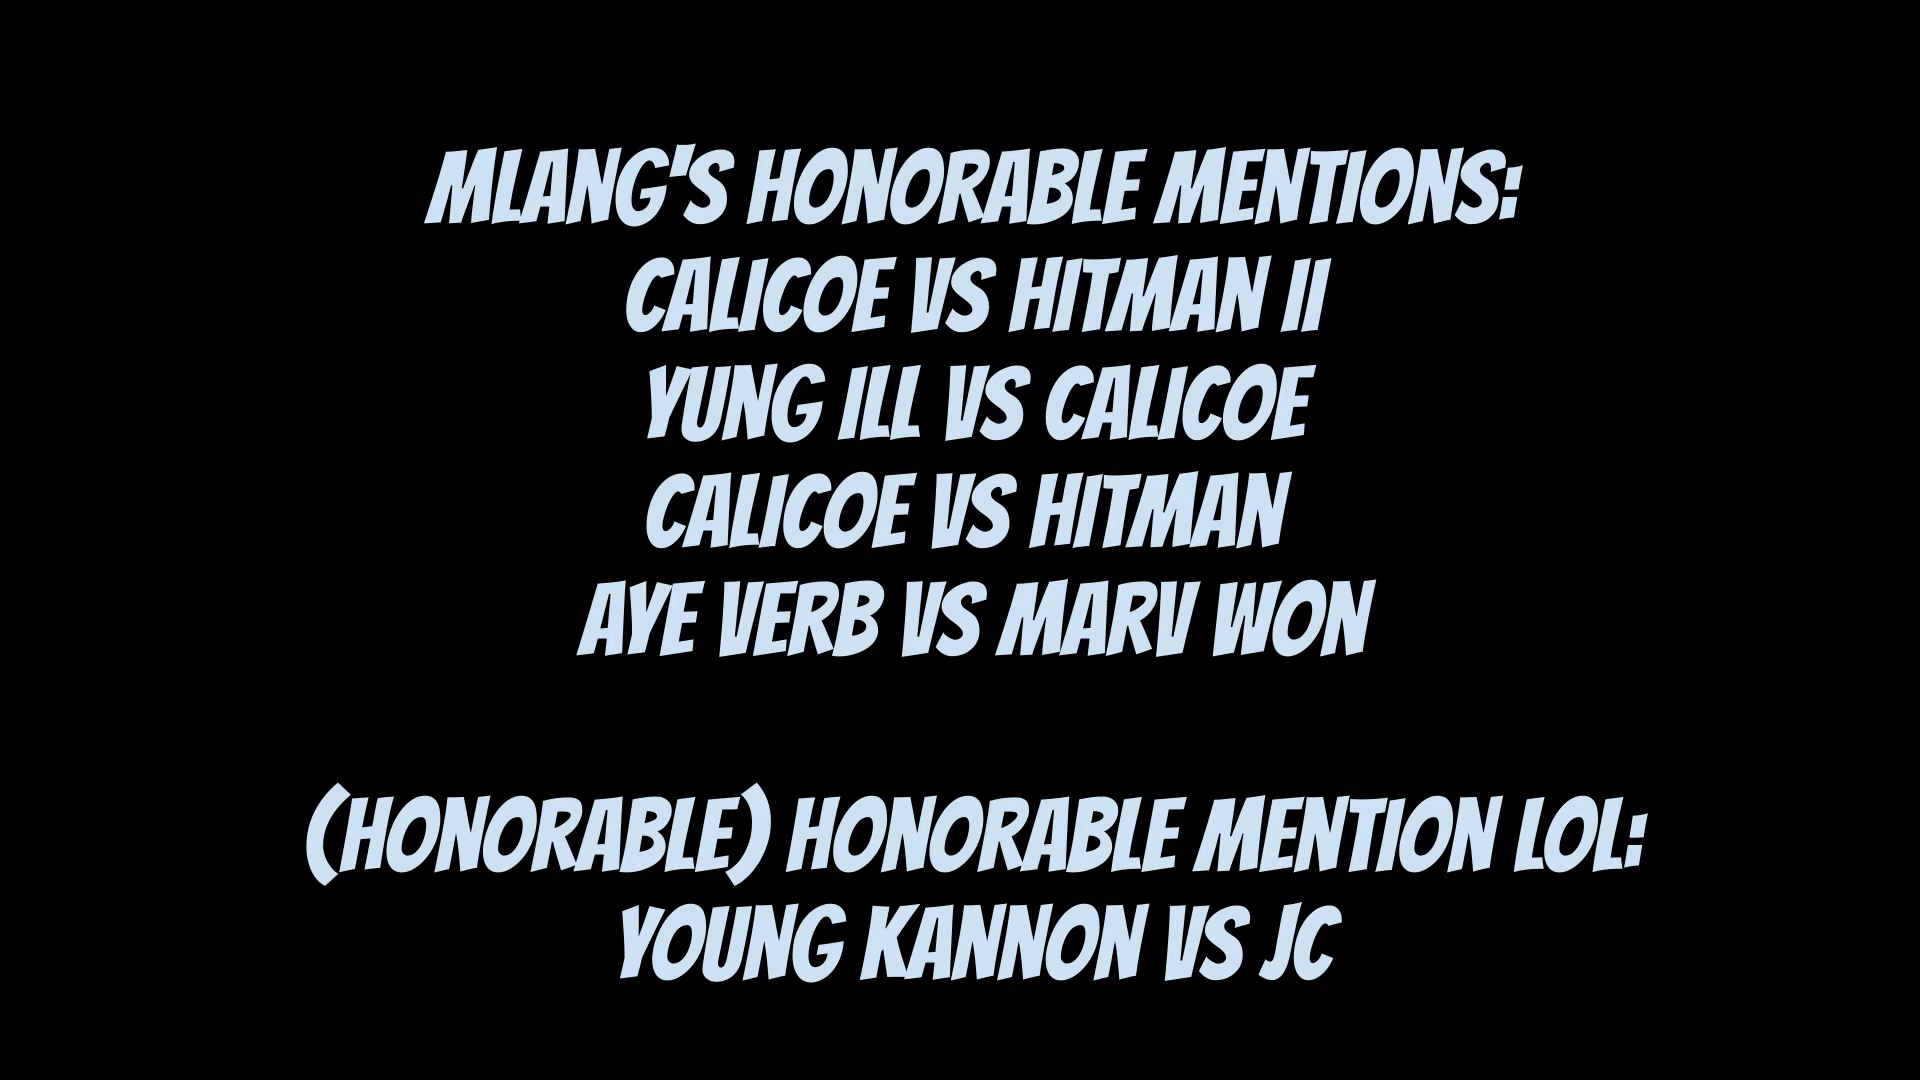 MLANG'S HONORABLE MENTIONS:
CALICOE VS HITMAN II
YUNG ILL VS CALICOE
CALICOE VS HITMAN
AYE VERB VS MARV WON
(HONORABLE) HONORABLE MENTION LOL:
YOUNG KANNON VS JC